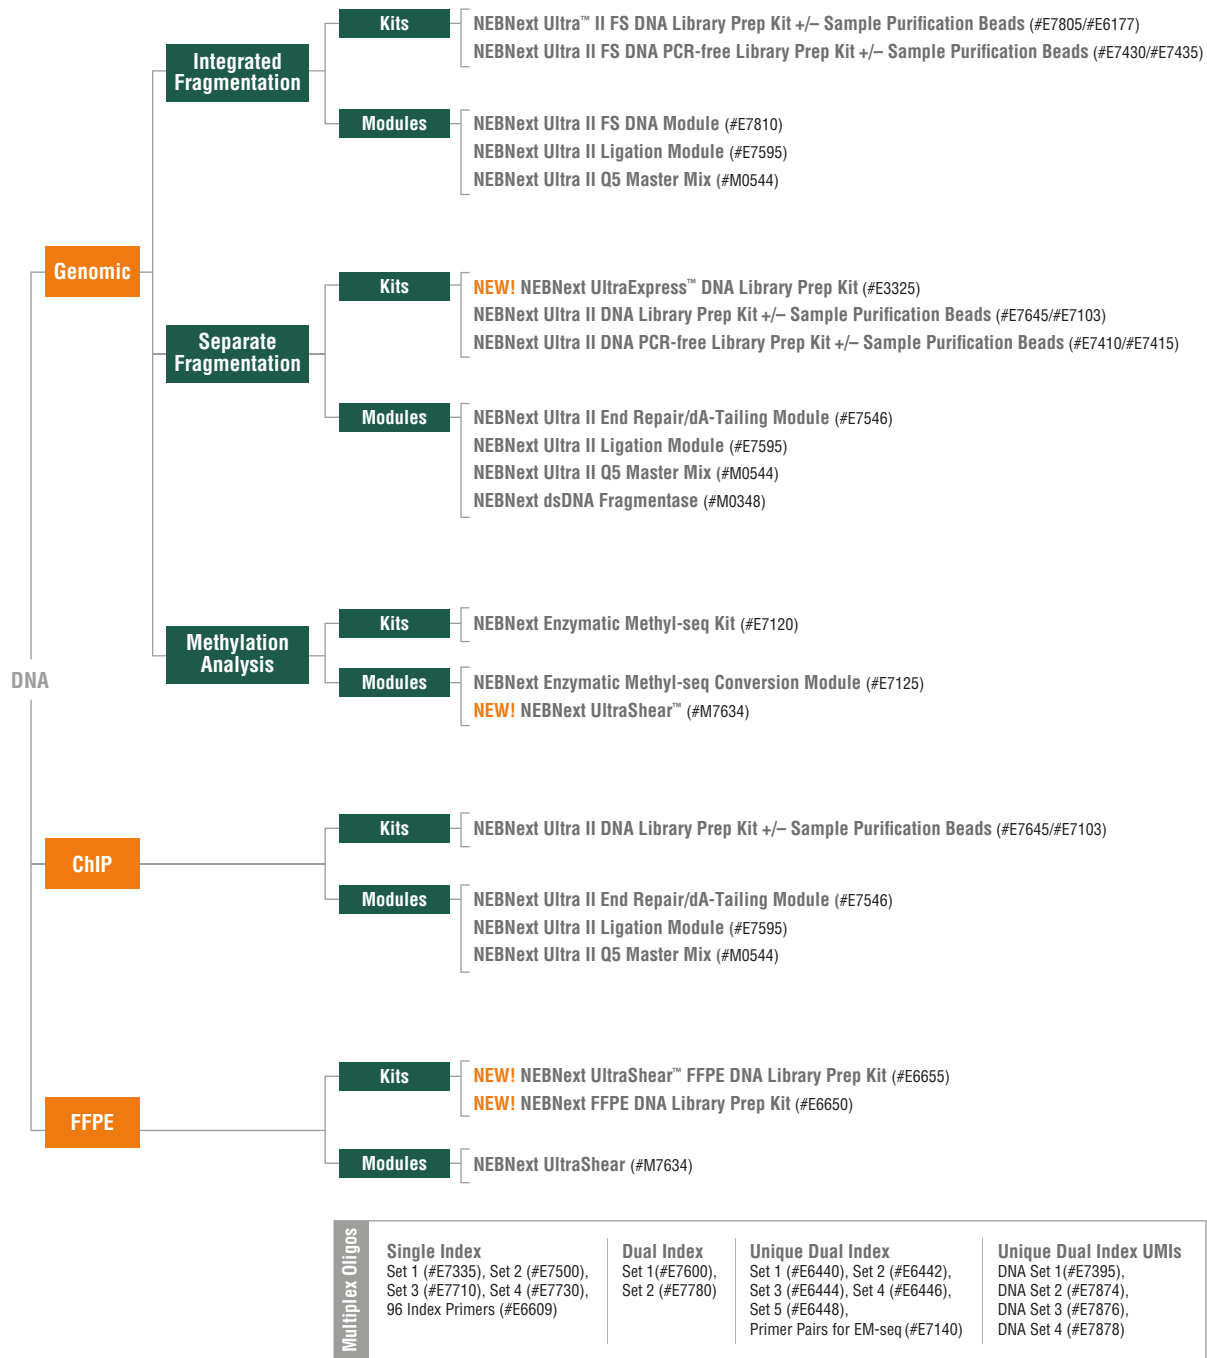 DNA
Genomic
Integrated
Fragmentation
Kits
NEBNext Ultra™ II FS DNA Library Prep Kit +/– Sample Purification Beads (#E7805/#E6177)
NEBNext Ultra II FS DNA PCR-free Library Prep Kit +/– Sample Purification Beads (#E7430/#E7435)
Modules
NEBNext Ultra II FS DNA Module (#E7810)
NEBNext Ultra II Ligation Module (#E7595)
NEBNext Ultra II Q5 Master Mix (#M0544)
Separate
Fragmentation
Kits
NEW! NEBNext UltraExpress™ DNA Library Prep Kit (#E3325)
NEBNext Ultra II DNA Library Prep Kit +/– Sample Purification Beads (#E7645/#E7103)
NEBNext Ultra II DNA PCR-free Library Prep Kit +/– Sample Purification Beads (#E7410/#E7415)
Modules
NEBNext Ultra II End Repair/dA-Tailing Module (#E7546)
NEBNext Ultra II Ligation Module (#E7595)
NEBNext Ultra II Q5 Master Mix (#M0544)
NEBNext dsDNA Fragmentase (#M0348)
Methylation
Analysis
Kits
NEBNext Enzymatic Methyl-seq Kit (#E7120)
Modules
NEBNext Enzymatic Methyl-seq Conversion Module (#E7125)
NEW! NEBNext UltraShear™ (#M7634)
ChIP
Kits
NEBNext Ultra II DNA Library Prep Kit +/– Sample Purification Beads (#E7645/#E7103)
Modules
NEBNext Ultra II End Repair/dA-Tailing Module (#E7546)
NEBNext Ultra II Ligation Module (#E7595)
NEBNext Ultra II Q5 Master Mix (#M0544)
FFPE
Kits
NEW! NEBNext UltraShear™ FFPE DNA Library Prep Kit (#E6655)
NEW! NEBNext FFPE DNA Library Prep Kit (#E6650)
Modules
NEBNext UltraShear (#M7634)
Multiplex Oligos
Single Index
Set 1 (#E7335), Set 2 (#E7500),
Set 3 (#E7710), Set 4 (#E7730),
96 Index Primers (#E6609)
Dual Index
Set 1(#E7600),
Set 2 (#E7780)
Unique Dual Index
Set 1 (#E6440), Set 2 (#E6442),
Set 3 (#E6444), Set 4 (#E6446),
Set 5 (#E6448),
Primer Pairs for EM-seq (#E7140)
Unique Dual Index UMIs
DNA Set 1(#E7395),
DNA Set 2 (#E7874),
DNA Set 3 (#E7876),
DNA Set 4 (#E7878)